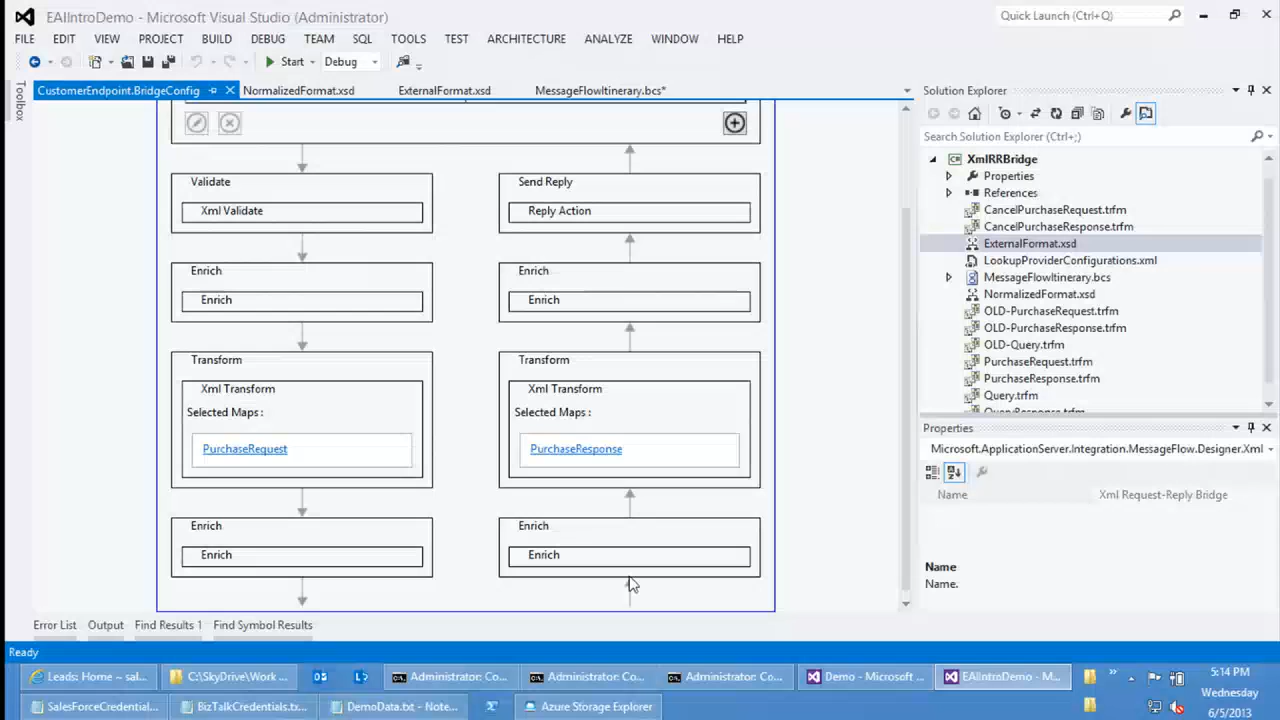 EAIIntroDemo - Microsoft Visual Studio (Administrator)
Quick Launch (Ctrl+Q)
FILE EDIT VIEW PROJECT BUILD DEBUG TEAM SQL TOOLS TEST ARCHITECTURE ANALYZE WINDOW HELP
Start Debug
Toolbox
CustomerEndpoint.BridgeConfig NormalizedFormat.xsd ExternalFormat.xsd MessageFlowItinerary.bcs*
Validate
Xml Validate
Enrich
Enrich
Transform
Xml Transform
Selected Maps :
PurchaseRequest
Enrich
Enrich
Send Reply
Reply Action
Enrich
Enrich
Transform
Xml Transform
Selected Maps :
PurchaseResponse
Enrich
Enrich
Solution Explorer
Search Solution Explorer (Ctrl+;)
XmlRRBridge
Properties
References
CancelPurchaseRequest.trfm
CancelPurchaseResponse.trfm
ExternalFormat.xsd
LookupProviderConfigurations.xml
MessageFlowItinerary.bcs
NormalizedFormat.xsd
OLD-PurchaseRequest.trfm
OLD-PurchaseResponse.trfm
OLD-Query.trfm
PurchaseRequest.trfm
PurchaseResponse.trfm
Query.trfm
QueryResponse.trfm
Properties
Microsoft.ApplicationServer.Integration.MessageFlow.Designer.Xml
Name Xml Request-Reply Bridge
Name
Name.
Error List Output Find Results 1 Find Symbol Results
Ready
Leads: Home ~ sal... C:\SkyDrive\Work ... Administrator: Co... Administrator: Co... Administrator: Co... Demo - Microsoft ... EAIIntroDemo - M...
SalesForceCredential... BizTalkCredentials.tx... DemoData.txt - Note... Azure Storage Explorer
5:14 PM
Wednesday
6/5/2013